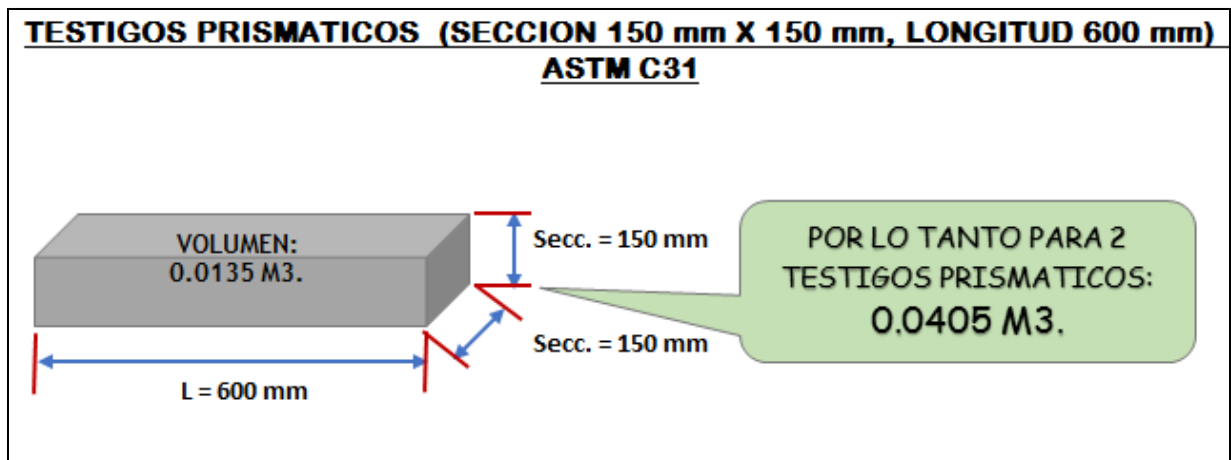 TESTIGOS PRISMATICOS (SECCION 150 mm X 150 mm, LONGITUD 600 mm)
ASTM C31
VOLUMEN:
0.0135 M3.
Secc. = 150 mm
Secc. = 150 mm
L = 600 mm
POR LO TANTO PARA 2
TESTIGOS PRISMATICOS:
0.0405 M3.